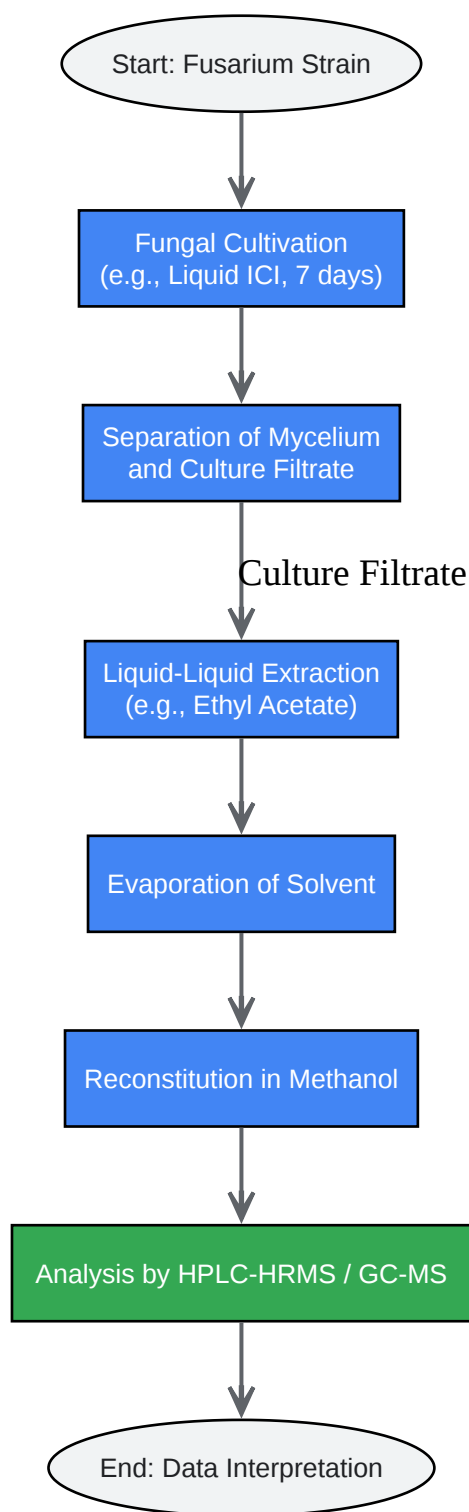 Start: Fusarium Strain
Fungal Cultivation
(e.g., Liquid ICI, 7 days)
Separation of Mycelium
and Culture Filtrate
Culture Filtrate
Liquid-Liquid Extraction
(e.g., Ethyl Acetate)
Evaporation of Solvent
Reconstitution in Methanol
Analysis by HPLC-HRMS / GC-MS
End: Data Interpretation